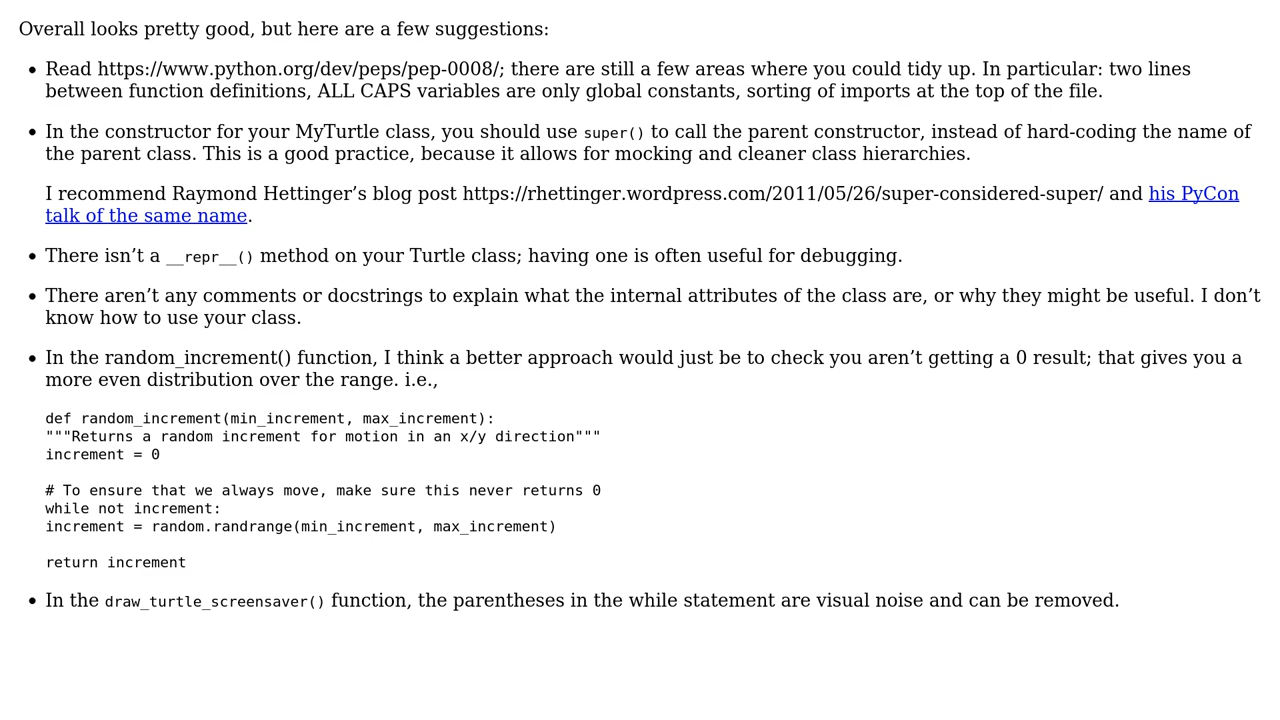 Overall looks pretty good, but here are a few suggestions:
• Read https://www.python.org/dev/peps/pep-0008/; there are still a few areas where you could tidy up. In particular: two lines
between function definitions, ALL CAPS variables are only global constants, sorting of imports at the top of the file.
• In the constructor for your MyTurtle class, you should use super() to call the parent constructor, instead of hard-coding the name of
the parent class. This is a good practice, because it allows for mocking and cleaner class hierarchies.
I recommend Raymond Hettinger’s blog post https://rhettinger.wordpress.com/2011/05/26/super-considered-super/ and his PyCon
talk of the same name.
• There isn’t a __repr__() method on your Turtle class; having one is often useful for debugging.
• There aren’t any comments or docstrings to explain what the internal attributes of the class are, or why they might be useful. I don’t
know how to use your class.
• In the random_increment() function, I think a better approach would just be to check you aren’t getting a 0 result; that gives you a
more even distribution over the range. i.e.,
def random_increment(min_increment, max_increment):
"""Returns a random increment for motion in an x/y direction"""
increment = 0
# To ensure that we always move, make sure this never returns 0
while not increment:
increment = random.randrange(min_increment, max_increment)
return increment
• In the draw_turtle_screensaver() function, the parentheses in the while statement are visual noise and can be removed.